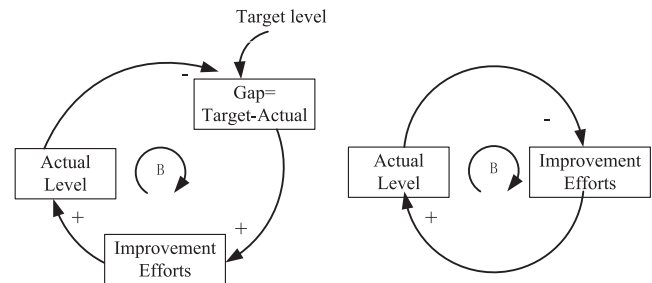 Target level
-
Gap=
Target-Actual
Actual
Level
B
+
+
Improvement
Efforts
-
Actual
Level
B
Improvement
Efforts
+